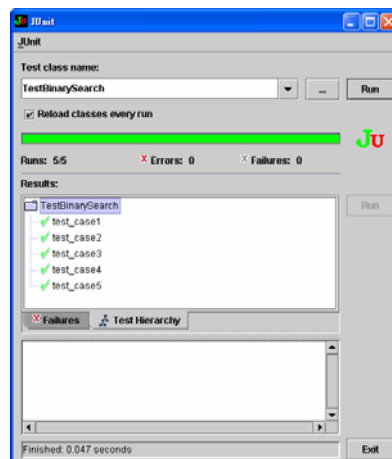 JU JUnit
JUnit
Test class name:
TestBinarySearch
... Run
Reload classes every run
JU
Runs: 5/5 X Errors: 0 X Failures: 0
Results:
TestBinarySearch
Run
test_case1
test_case2
test_case3
test_case4
test_case5
X Failures Test Hierarchy
Finished: 0.047 seconds
Exit